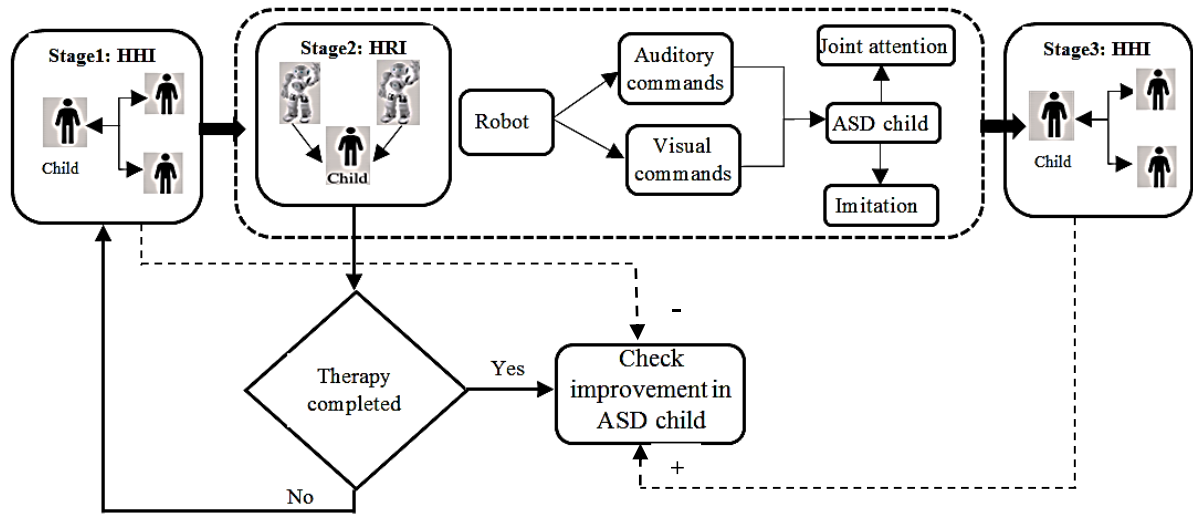 Stage1: HHI
Child
Stage2: HRI
Child
Robot
Auditory
commands
Visual
commands
Joint attention
ASD child
Imitation
Stage3: HHI
Child
Therapy
completed
Yes
No
-
Check
improvement in
ASD child
+